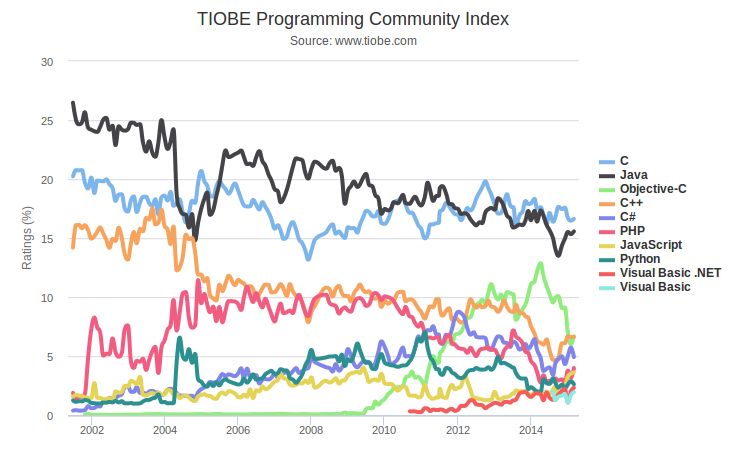 TIOBE Programming Community Index
Source: www.tiobe.com
Ratings (%)
30
25
20
15
10
5
0
2002
2004
2006
2008
2010
2012
2014
C
Java
Objective-C
C++
C#
PHP
JavaScript
Python
Visual Basic .NET
Visual Basic